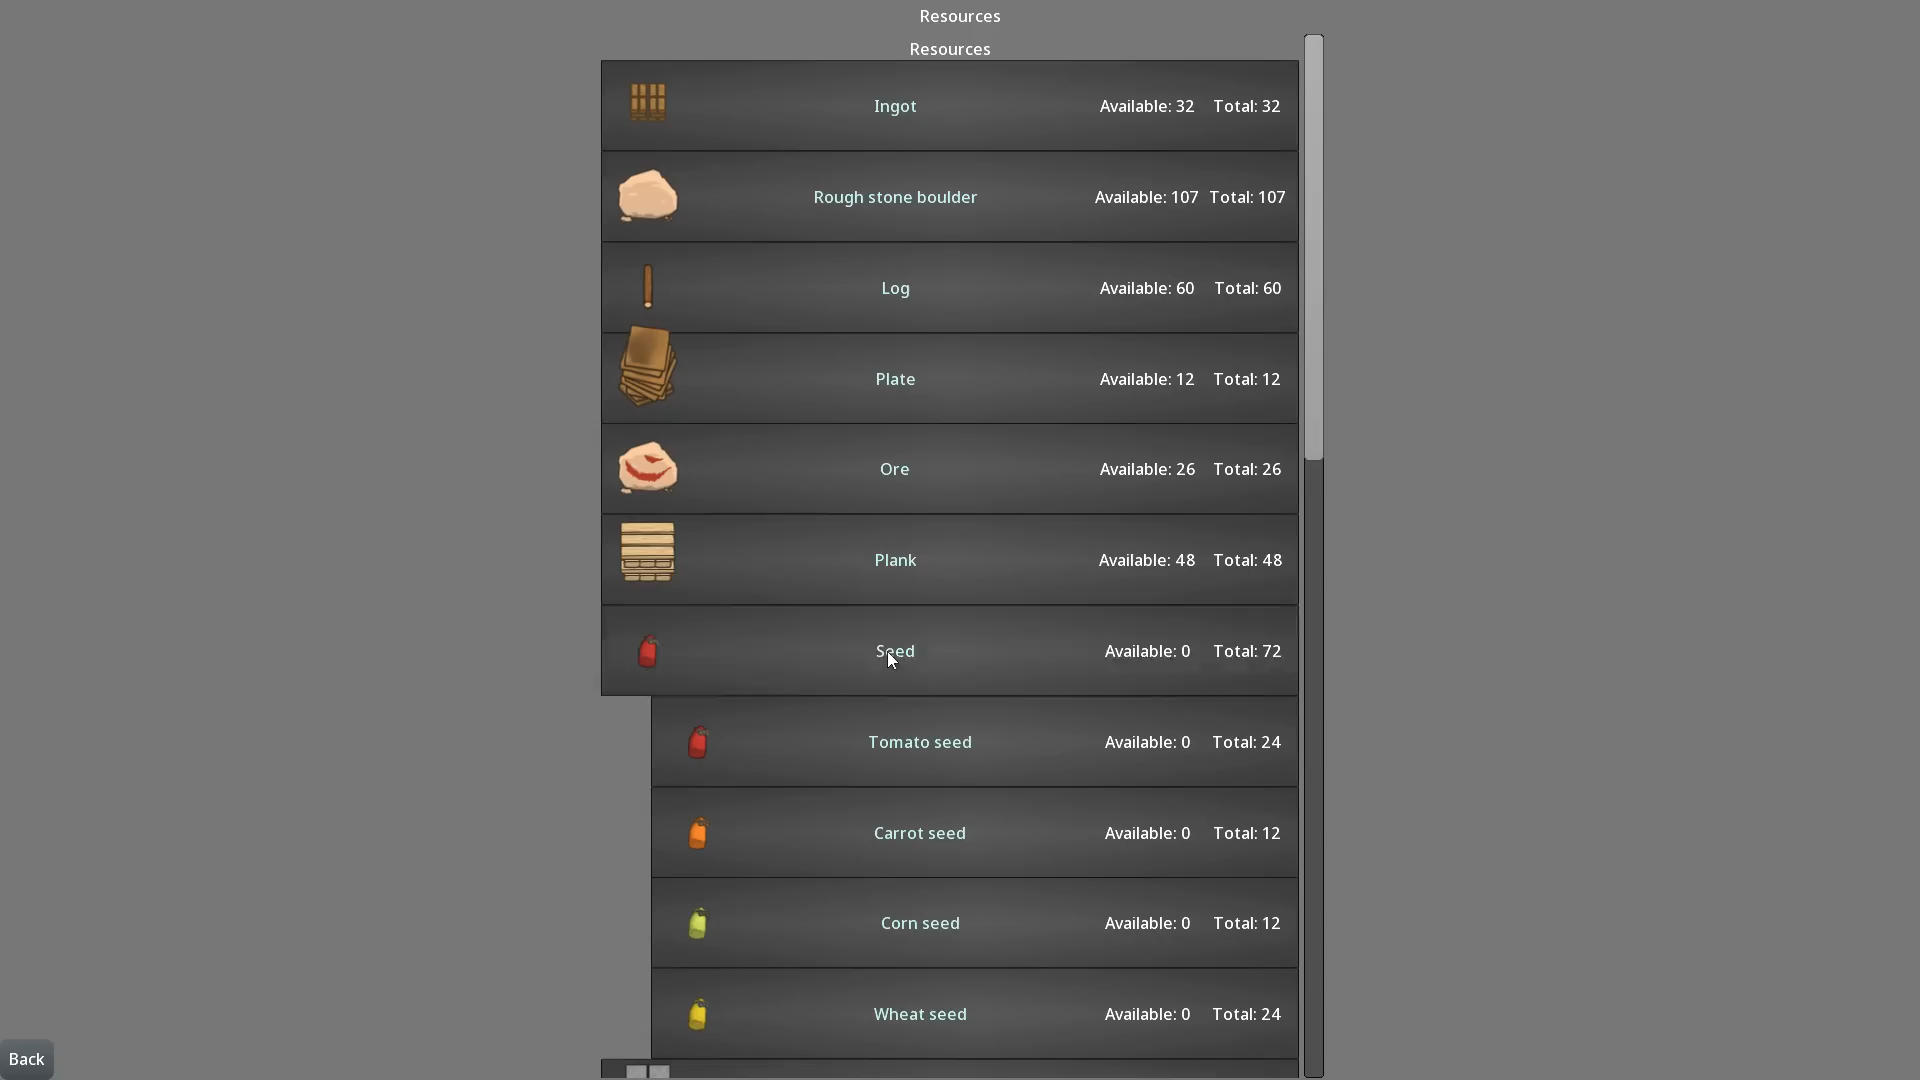 Resources
Resources
Ingot Available: 32 Total: 32
Rough stone boulder Available: 107 Total: 107
Log Available: 60 Total: 60
Plate Available: 12 Total: 12
Ore Available: 26 Total: 26
Plank Available: 48 Total: 48
Seed Available: 0 Total: 72
Tomato seed Available: 0 Total: 24
Carrot seed Available: 0 Total: 12
Corn seed Available: 0 Total: 12
Wheat seed Available: 0 Total: 24
Back